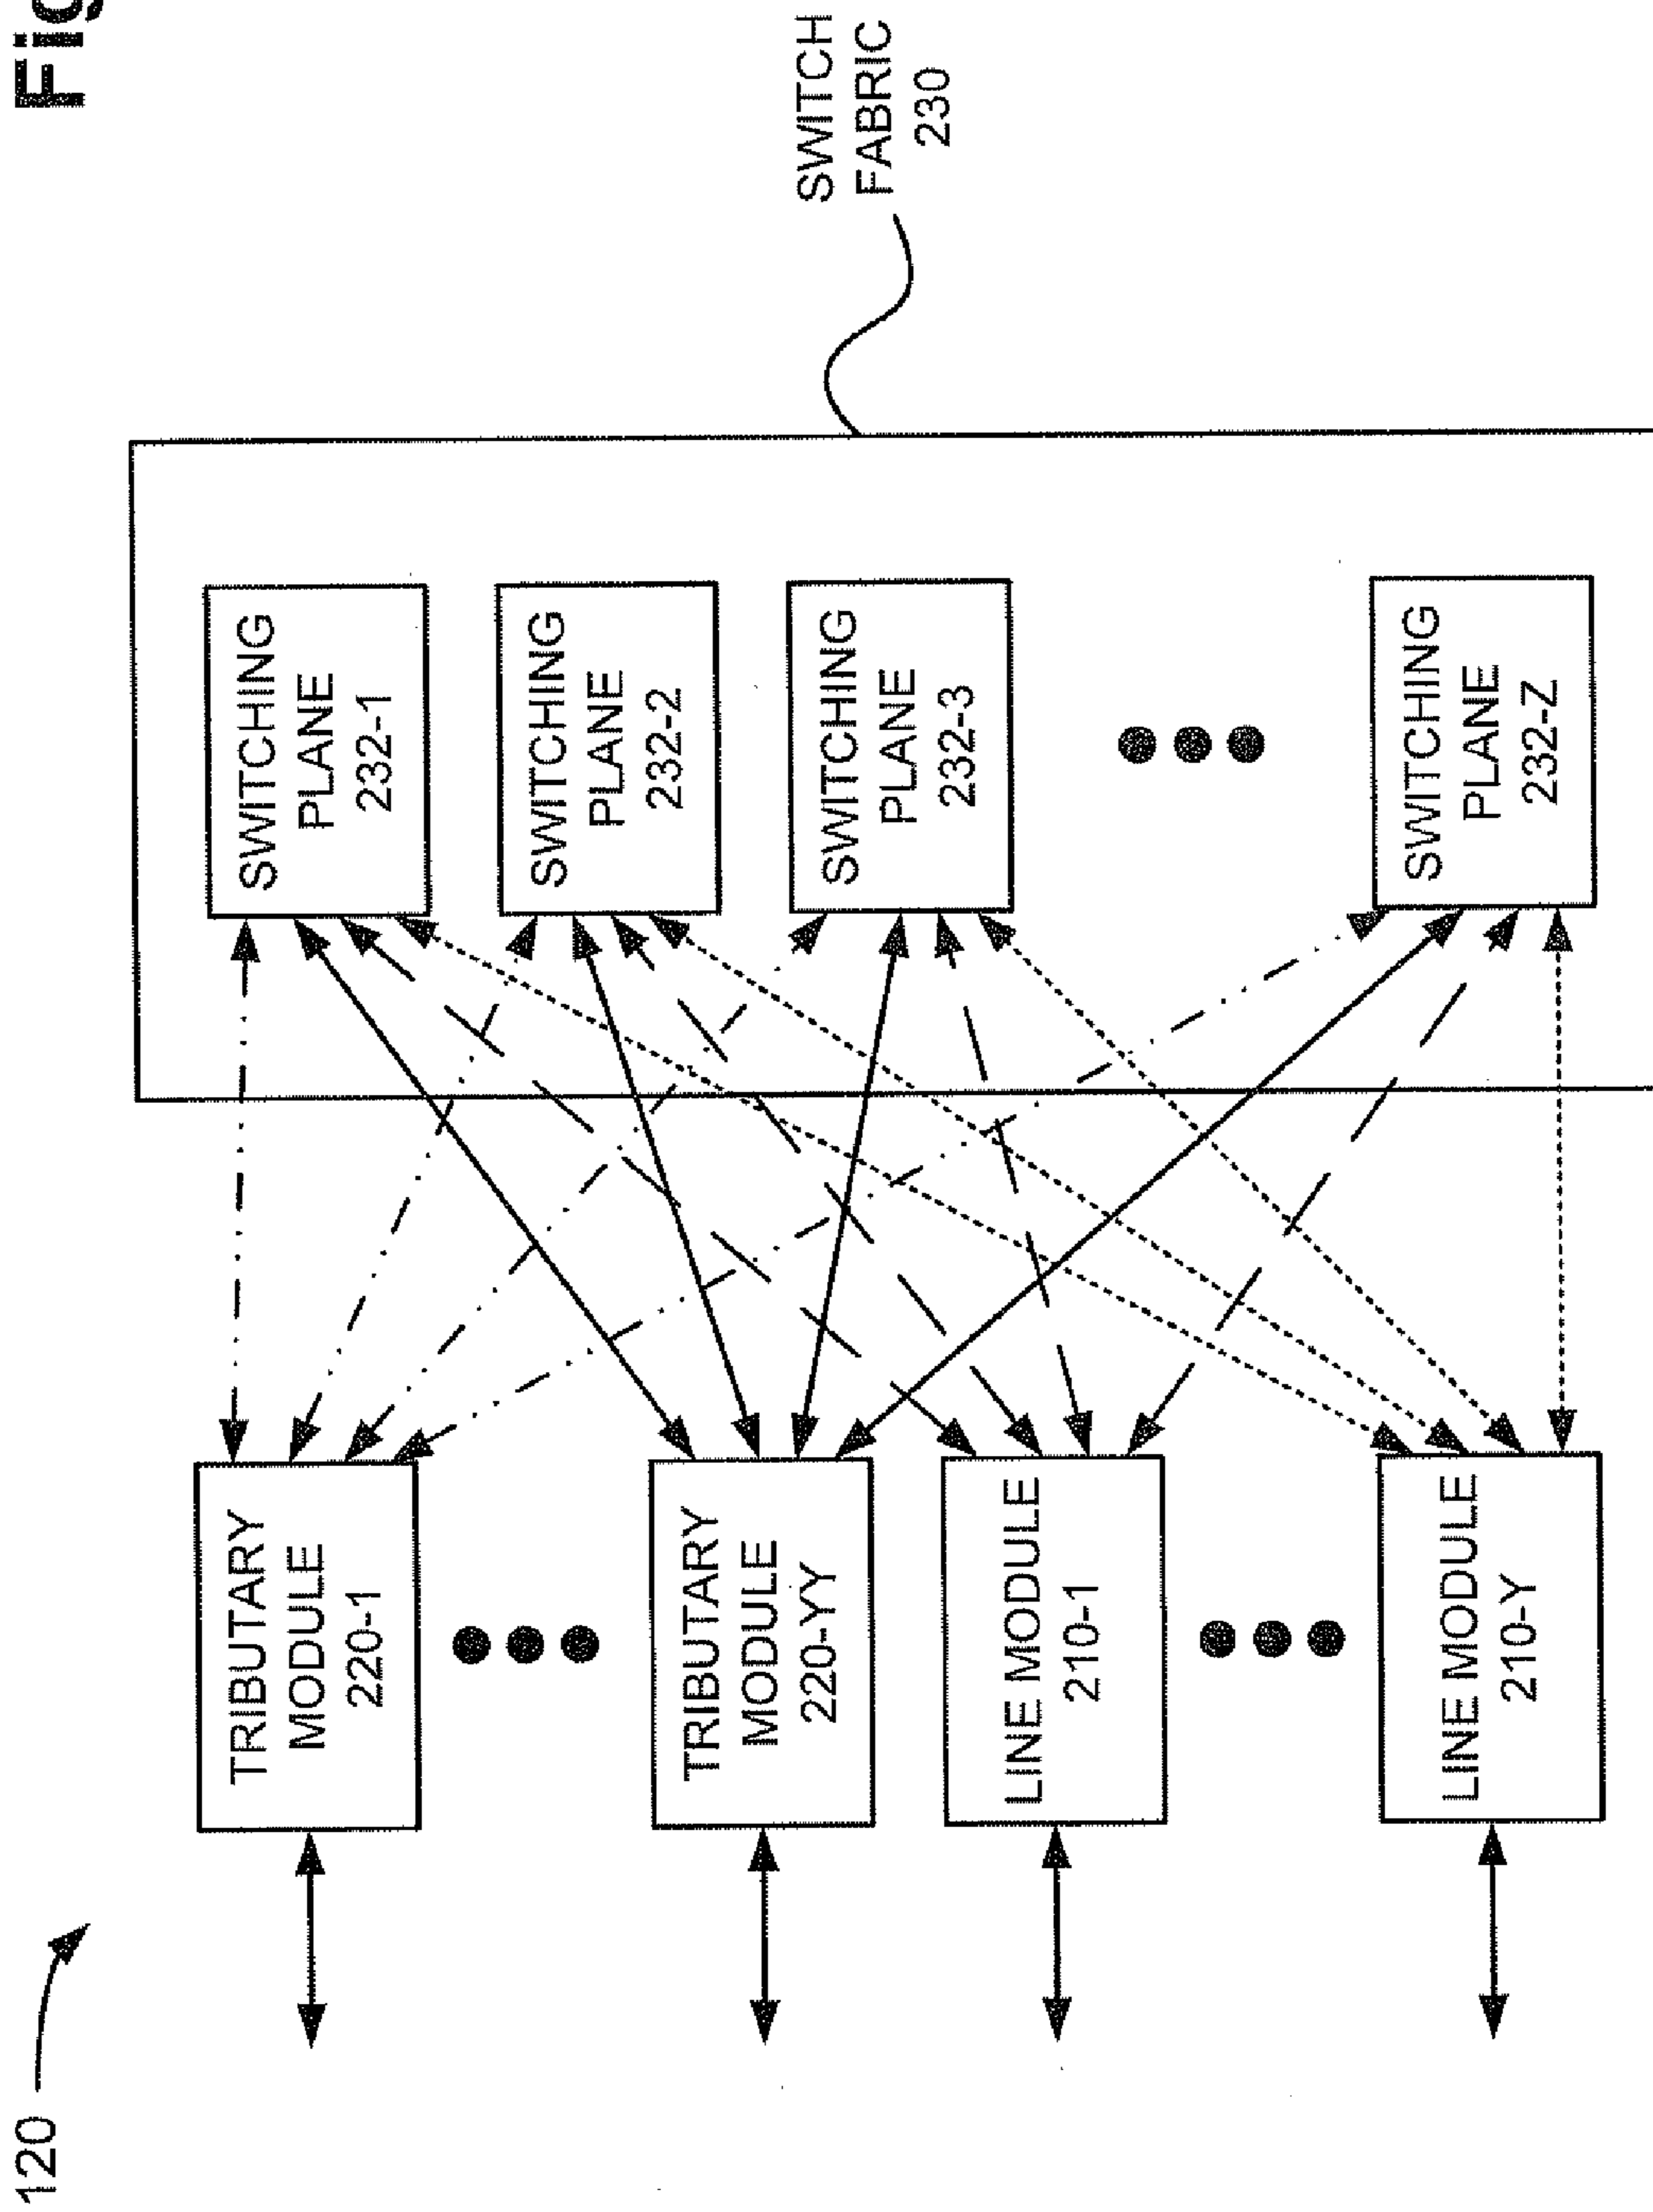 Fig
120
TRIBUTARY
MODULE
220-1
TRIBUTARY
MODULE
220-YY
LINE MODULE
210-1
LINE MODULE
210-Y
SWITCHING
PLANE
232-1
SWITCHING
PLANE
232-2
SWITCHING
PLANE
232-3
SWITCHING
PLANE
232-Z
SWITCH
FABRIC
230